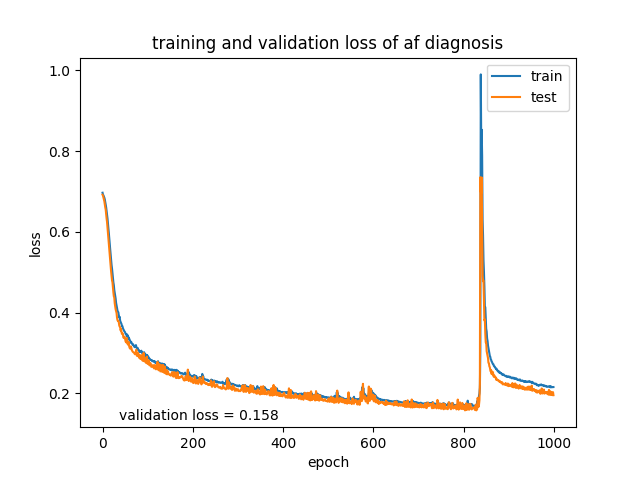 training and validation loss of af diagnosis
train
test
1.0
0.8
0.6
0.4
0.2
loss
validation loss = 0.158
0
200
400
600
800
1000
epoch